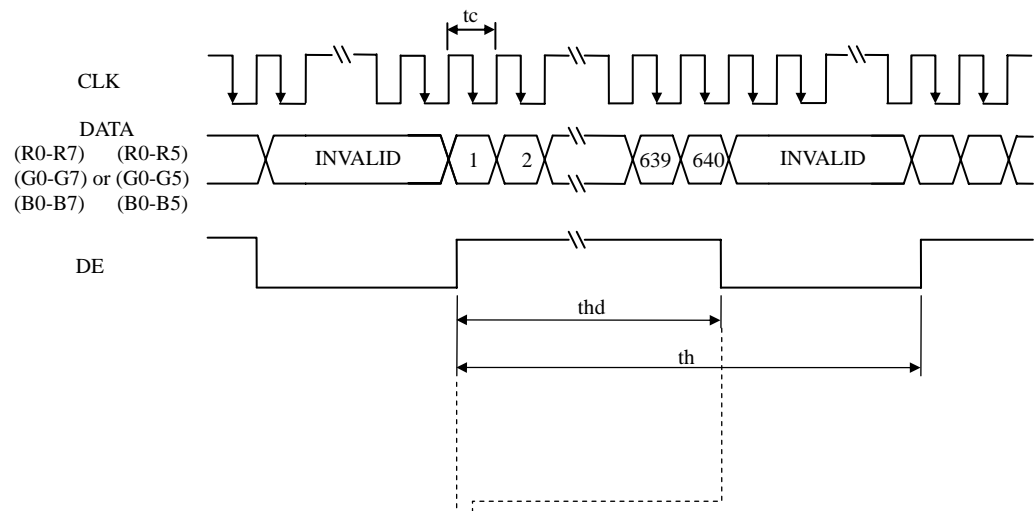 tc
CLK
DATA
(R0-R7) (R0-R5)
(G0-G7) or (G0-G5)
(B0-B7) (B0-B5)
INVALID 1 2 639 640 INVALID
DE
thd
th